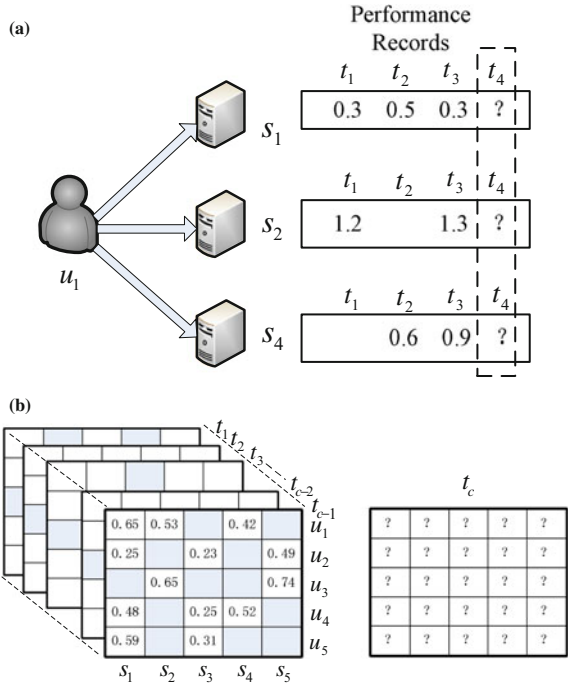 (a)
Performance
Records
t1 t2 t3 t4
0.3 0.5 0.3 ?
s1
t1 t2 t3 t4
1.2 1.3 ?
s2
u1
t1 t2 t3 t4
0.6 0.9 ?
s4
(b)
t1 t2 t3 tc-2 tc-1
tc
0.65 0.53 0.42 u1
0.25 0.23 0.49 u2
0.65 0.74 u3
0.48 0.25 0.52 u4
0.59 0.31 u5
s1 s2 s3 s4 s5
? ? ? ? ?
? ? ? ? ?
? ? ? ? ?
? ? ? ? ?
? ? ? ? ?